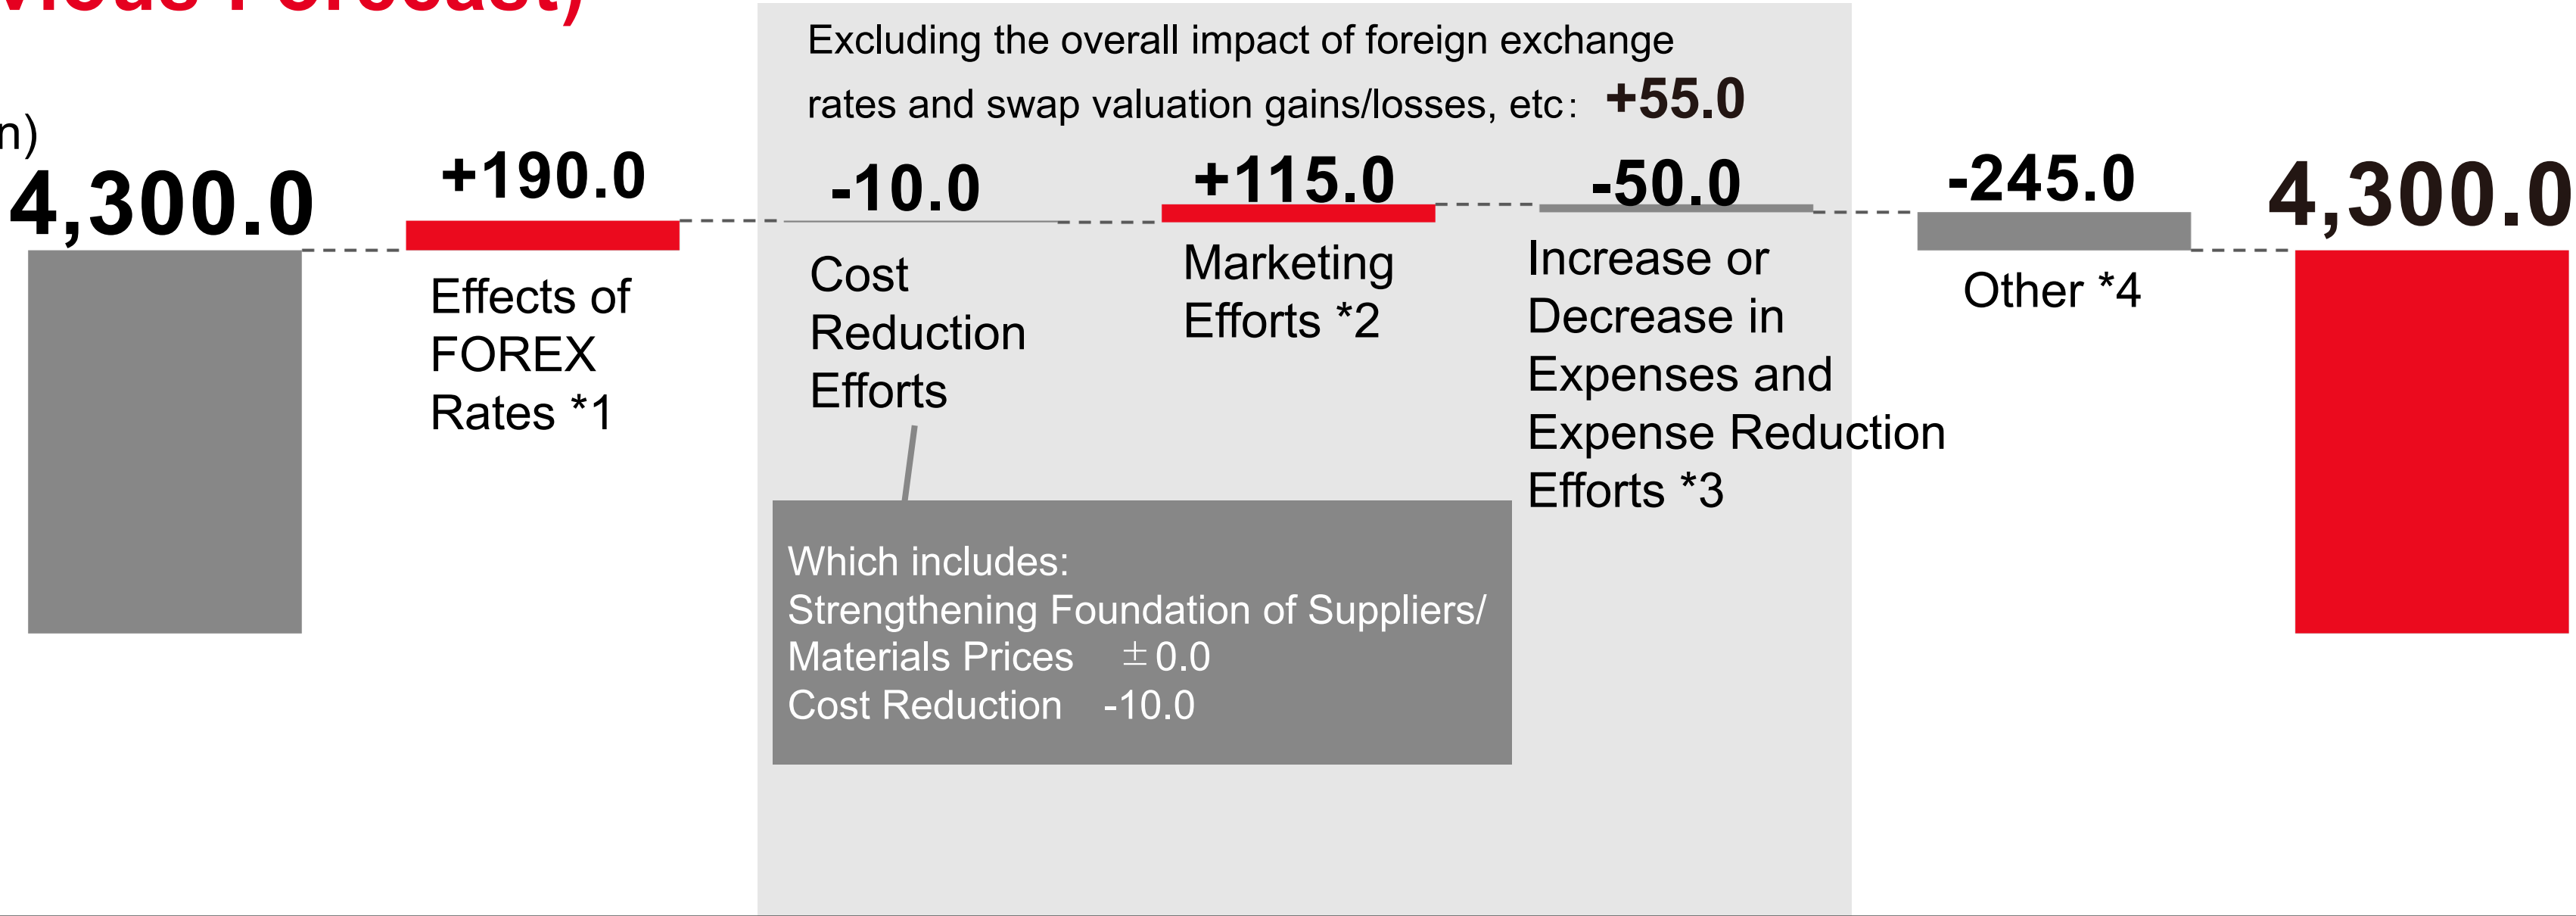 Forecast)
Excluding the overall impact of foreign exchange
rates and swap valuation gains/losses, etc: +55.0
4,300.0
+190.0
-10.0
+115.0
-50.0
-245.0
4,300.0
Effects of
FOREX
Rates *1
Cost
Reduction
Efforts
Marketing
Efforts *2
Increase or
Decrease in
Expenses and
Expense Reduction
Efforts *3
Other *4
Which includes:
Strengthening Foundation of Suppliers/
Materials Prices ±0.0
Cost Reduction -10.0